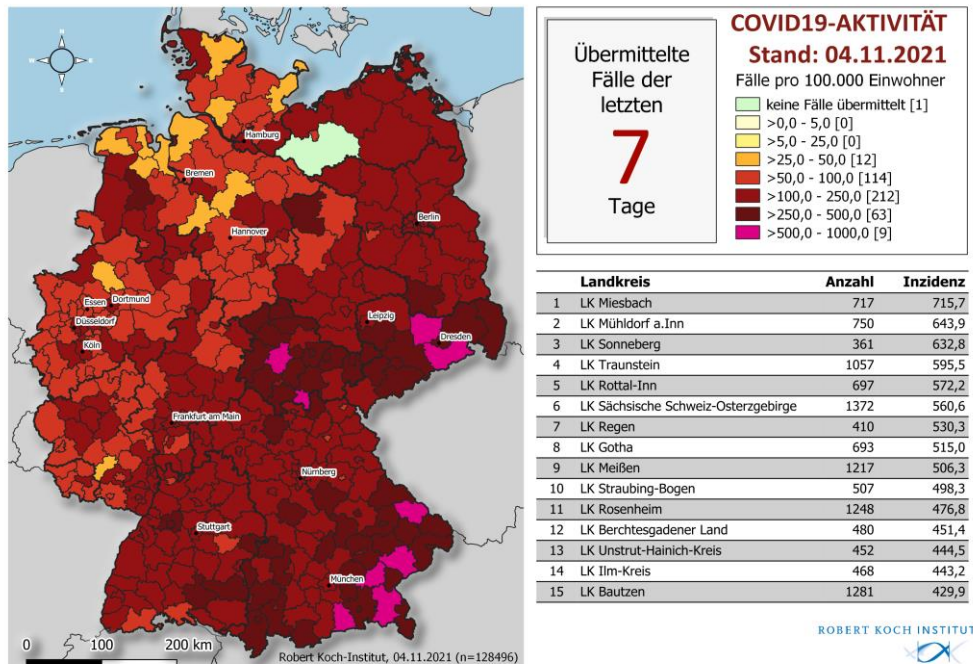 Hamburg
Bremen
Berlin
Hannover
Essen
Dortmund
Düsseldorf
Köln
Leipzig
Dresden
Frankfurt am Main
Nürnberg
Stuttgart
München
0 100 200 km
Robert Koch-Institut, 04.11.2021 (n=128496)
Übermittelte
Fälle der
letzten
7
Tage
COVID19-AKTIVITÄT
Stand: 04.11.2021
Fälle pro 100.000 Einwohner
keine Fälle übermittelt [1]
>0,0 - 5,0 [0]
>5,0 - 25,0 [0]
>25,0 - 50,0 [12]
>50,0 - 100,0 [114]
>100,0 - 250,0 [212]
>250,0 - 500,0 [63]
>500,0 - 1000,0 [9]
Landkreis Anzahl Inzidenz
1 LK Miesbach 717 715,7
2 LK Mühldorf a.Inn 750 643,9
3 LK Sonneberg 361 632,8
4 LK Traunstein 1057 595,5
5 LK Rottal-Inn 697 572,2
6 LK Sächsische Schweiz-Osterzgebirge 1372 560,6
7 LK Regen 410 530,3
8 LK Gotha 693 515,0
9 LK Meißen 1217 506,3
10 LK Straubing-Bogen 507 498,3
11 LK Rosenheim 1248 476,8
12 LK Berchtesgadener Land 480 451,4
13 LK Unstrut-Hainich-Kreis 452 444,5
14 LK Ilm-Kreis 468 443,2
15 LK Bautzen 1281 429,9
ROBERT KOCH INSTITUT